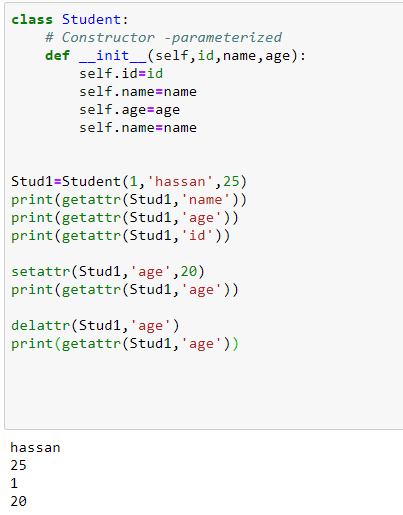 class Student:
    # Constructor -parameterized
    def __init__(self,id,name,age):
        self.id=id
        self.name=name
        self.age=age
        self.name=name
Stud1=Student(1,'hassan',25)
print(getattr(Stud1,'name'))
print(getattr(Stud1,'age'))
print(getattr(Stud1,'id'))
setattr(Stud1,'age',20)
print(getattr(Stud1,'age'))
delattr(Stud1,'age')
print(getattr(Stud1,'age'))
hassan
25
1
20